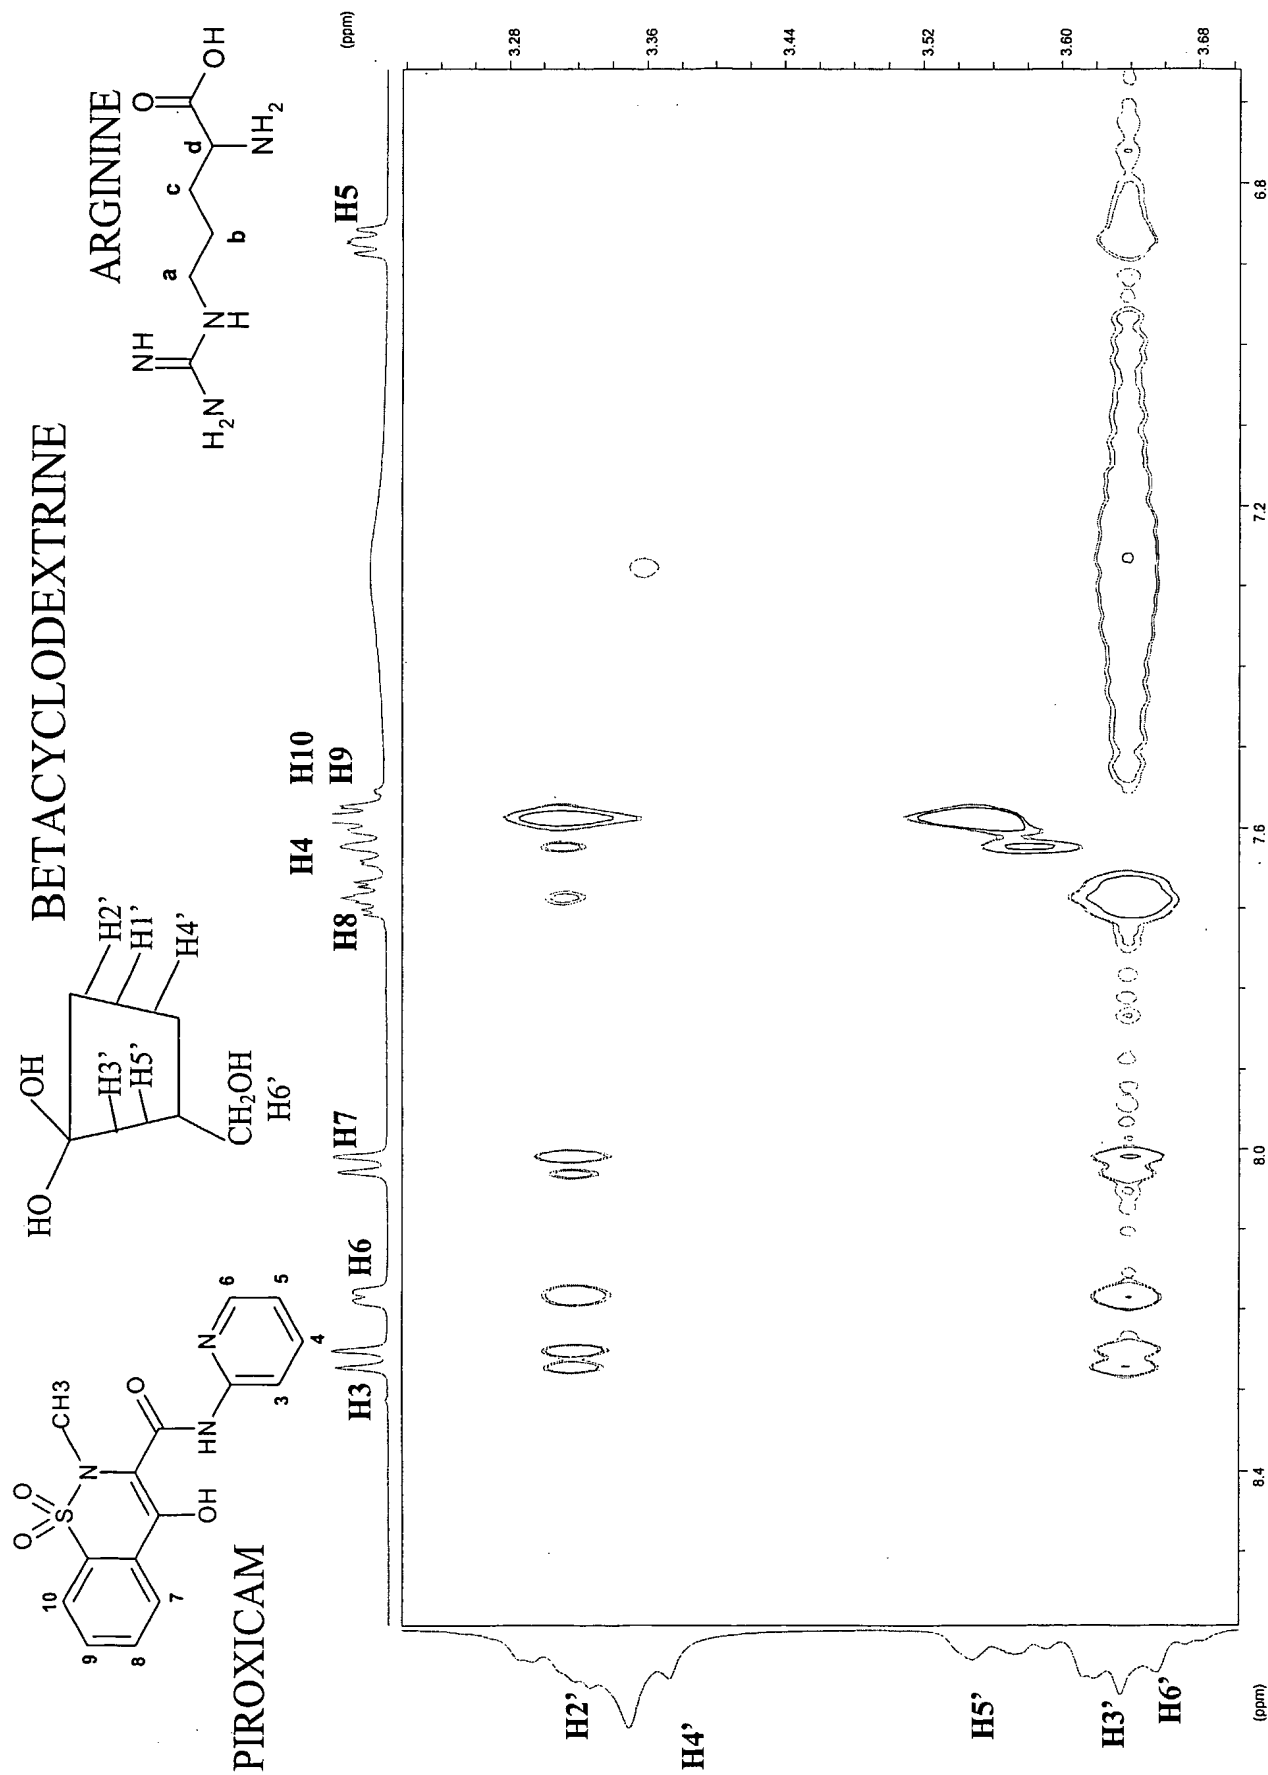 PIROXICAM
BETACYCLODEXTRINE
ARGININE
O
O
S
N
CH3
O
OH
HN
N
10
9
8
7
3
4
5
6
HO
OH
H3'
H5'
CH2OH
H6'
H2'
H1'
H4'
H2N
NH
N
H
a
b
c
d
O
OH
NH2
H3
H6
H7
H8
H4
H10
H9
H5
(ppm)
3.28
3.36
3.44
3.52
3.60
3.68
H2'
H4'
H5'
H3'
H6'
(ppm)
8.4
8.0
7.6
7.2
6.8